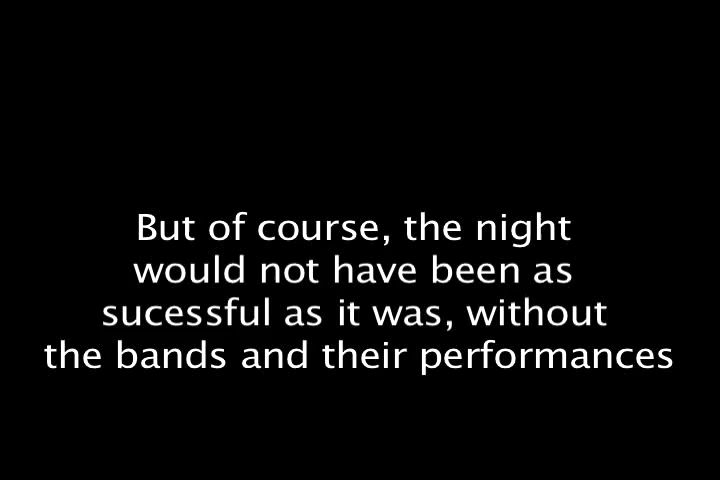 But of course, the night
would not have been as
sucessful as it was, without
the bands and their performances